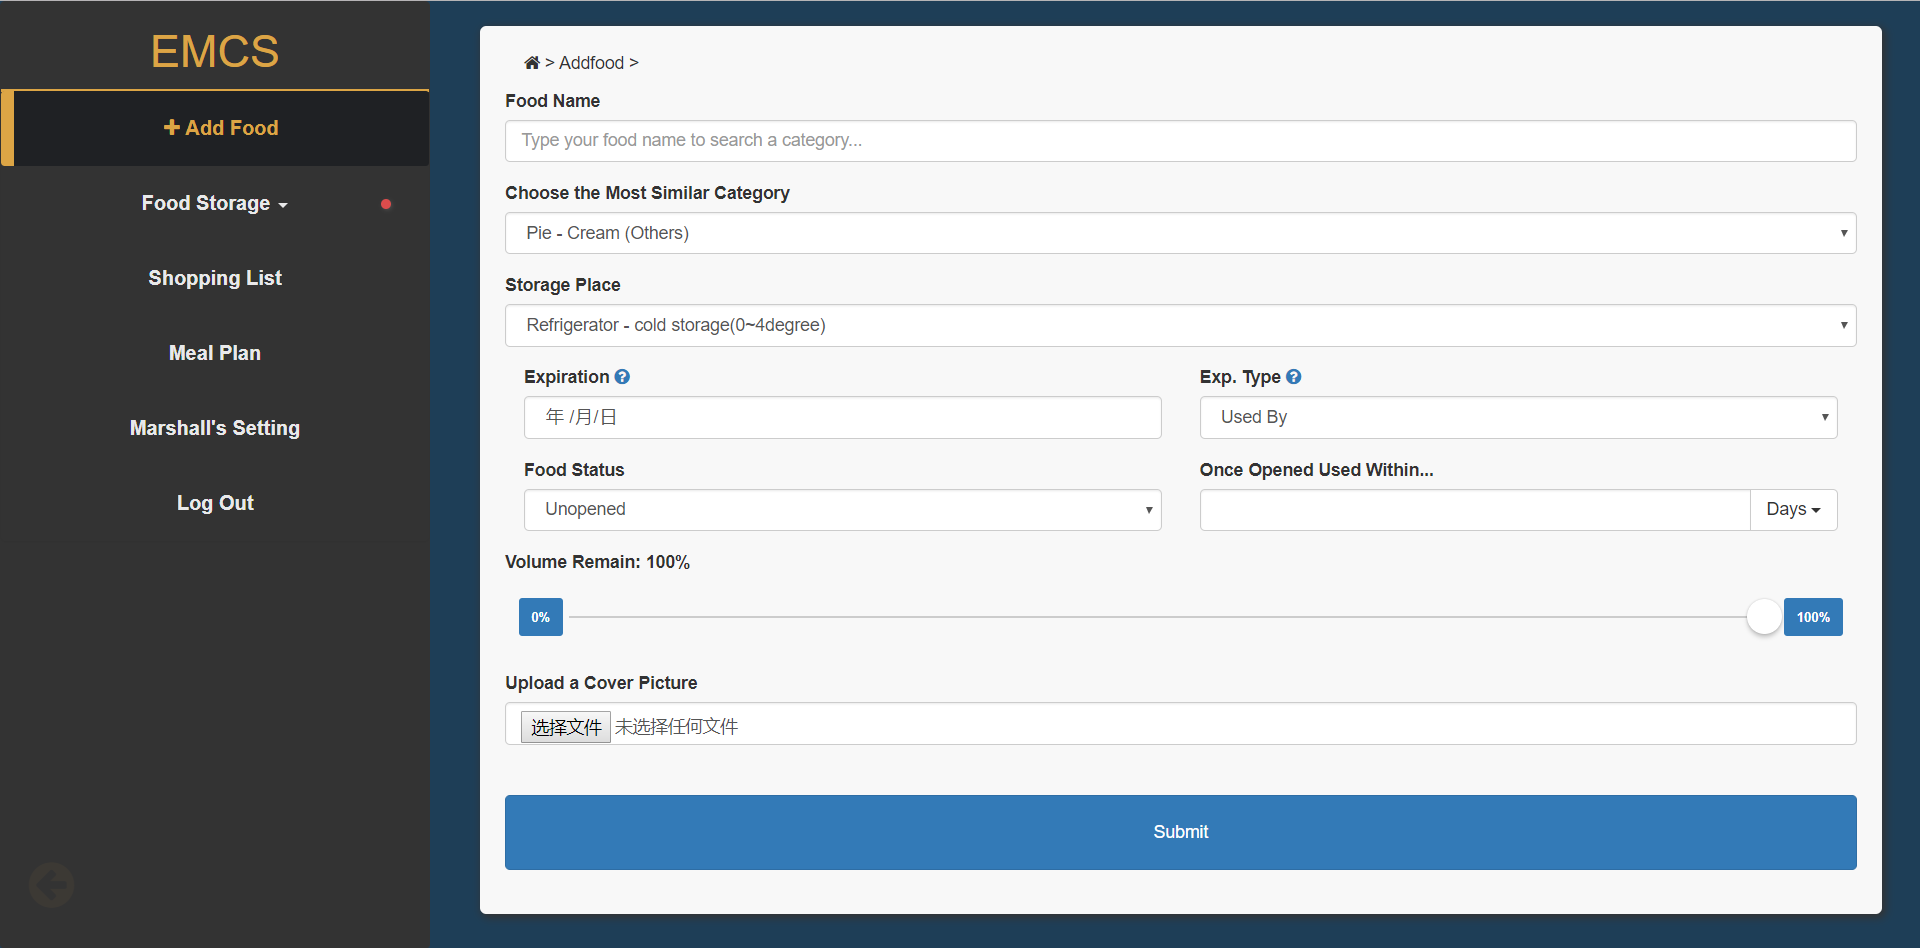 EMCS
Add Food
Food Storage
Shopping List
Meal Plan
Marshall's Setting
Log Out
> Addfood >
Food Name
Type your food name to search a category...
Choose the Most Similar Category
Pie - Cream (Others)
Storage Place
Refrigerator - cold storage(0~4degree)
Expiration
Exp. Type
年 /月/日
Used By
Food Status
Once Opened Used Within...
Unopened
Days
Volume Remain: 100%
0%
100%
Upload a Cover Picture
选择文件 未选择任何文件
Submit